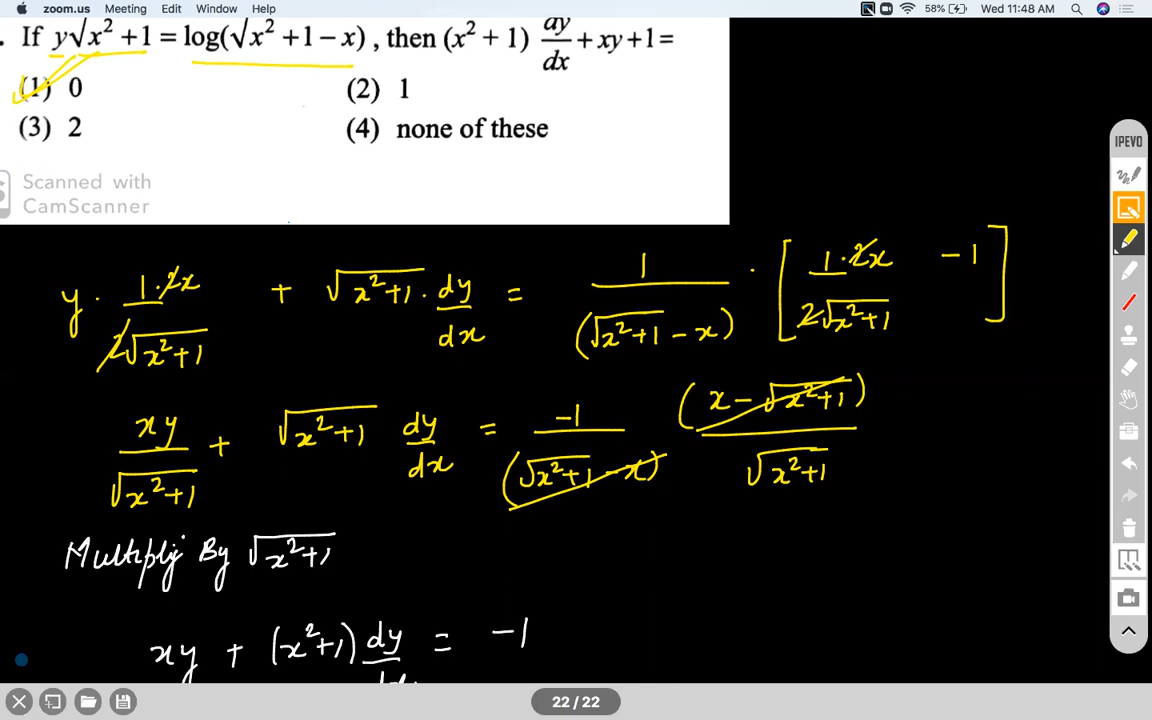 zoom.us Meeting Edit Window Help 58% Wed 11:48 AM
. If y√x² +1 = log(√x² +1 − x) , then (x² + 1) dy/dx + xy +1 =
(1) 0 (2) 1
(3) 2 (4) none of these
Scanned with
CamScanner
IPEVO
y · 1·2x/2√x²+1 + √x²+1 · dy/dx = 1/(√x²+1 − x) · [1·2x/2√x²+1 −1]
xy/√x²+1 + √x²+1 dy/dx = −1/(√x²+1 − x) (x − √x²+1)/√x²+1
Multiply By √x²+1
xy + (x²+1) dy/dx = −1
22 / 22